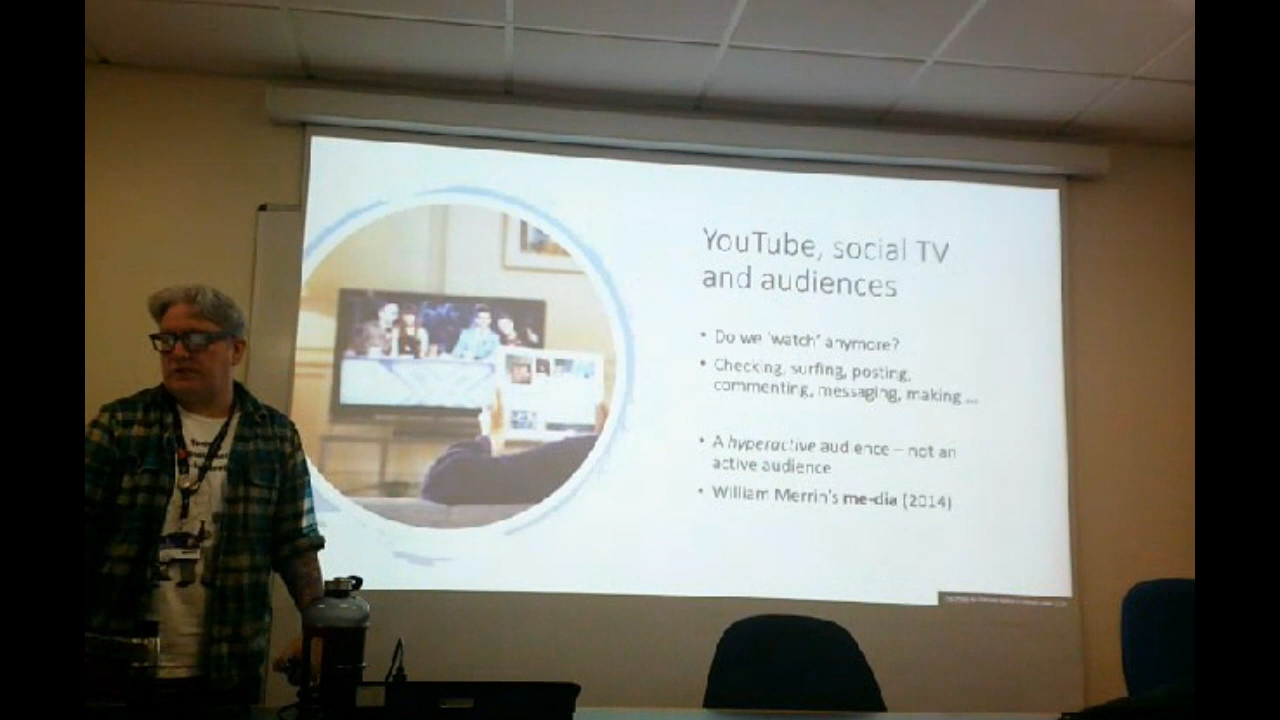 YouTube, social TV
and audiences
• Do we 'watch' anymore?
• Checking, surfing, posting,
commenting, messaging, making ...
• A hyperactive audience – not an
active audience
• William Merrin's me-dia (2014)